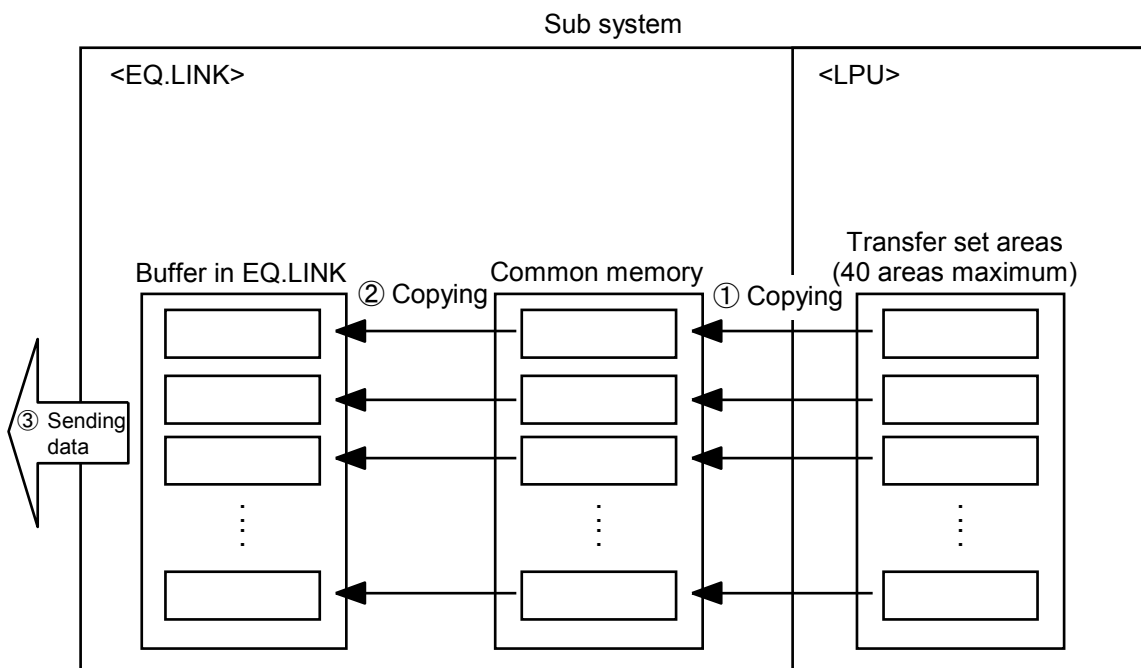 Sub system
<EQ.LINK>
<LPU>
Transfer set areas
(40 areas maximum)
Buffer in EQ.LINK
② Copying
Common memory
① Copying
③ Sending
data